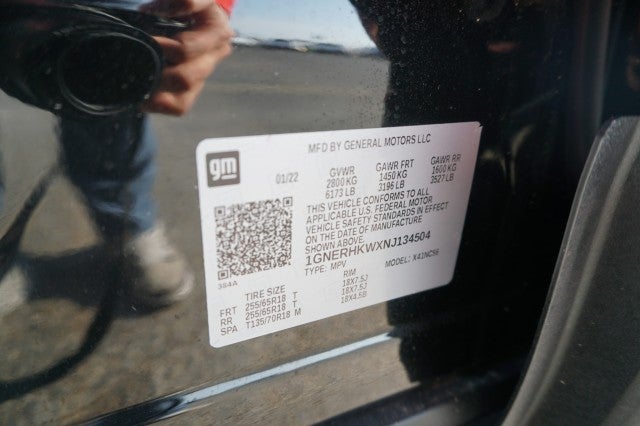 MFD BY GENERAL MOTORS LLC
gm
01/22
GVWR GAWR FRT GAWR RR
2800 KG 1450 KG 1600 KG
6173 LB 3196 LB 3527 LB
THIS VEHICLE CONFORMS TO ALL
APPLICABLE U.S. FEDERAL MOTOR
VEHICLE SAFETY STANDARDS IN EFFECT
ON THE DATE OF MANUFACTURE
SHOWN ABOVE.
1GNERHKWXNJ134504
TYPE: MPV MODEL: X41NC56
384A
TIRE SIZE RIM
FRT 255/65R18 T 18X7.5J
RR 255/65R18 T 18X7.5J
SPA T135/70R18 M 18X4.5B